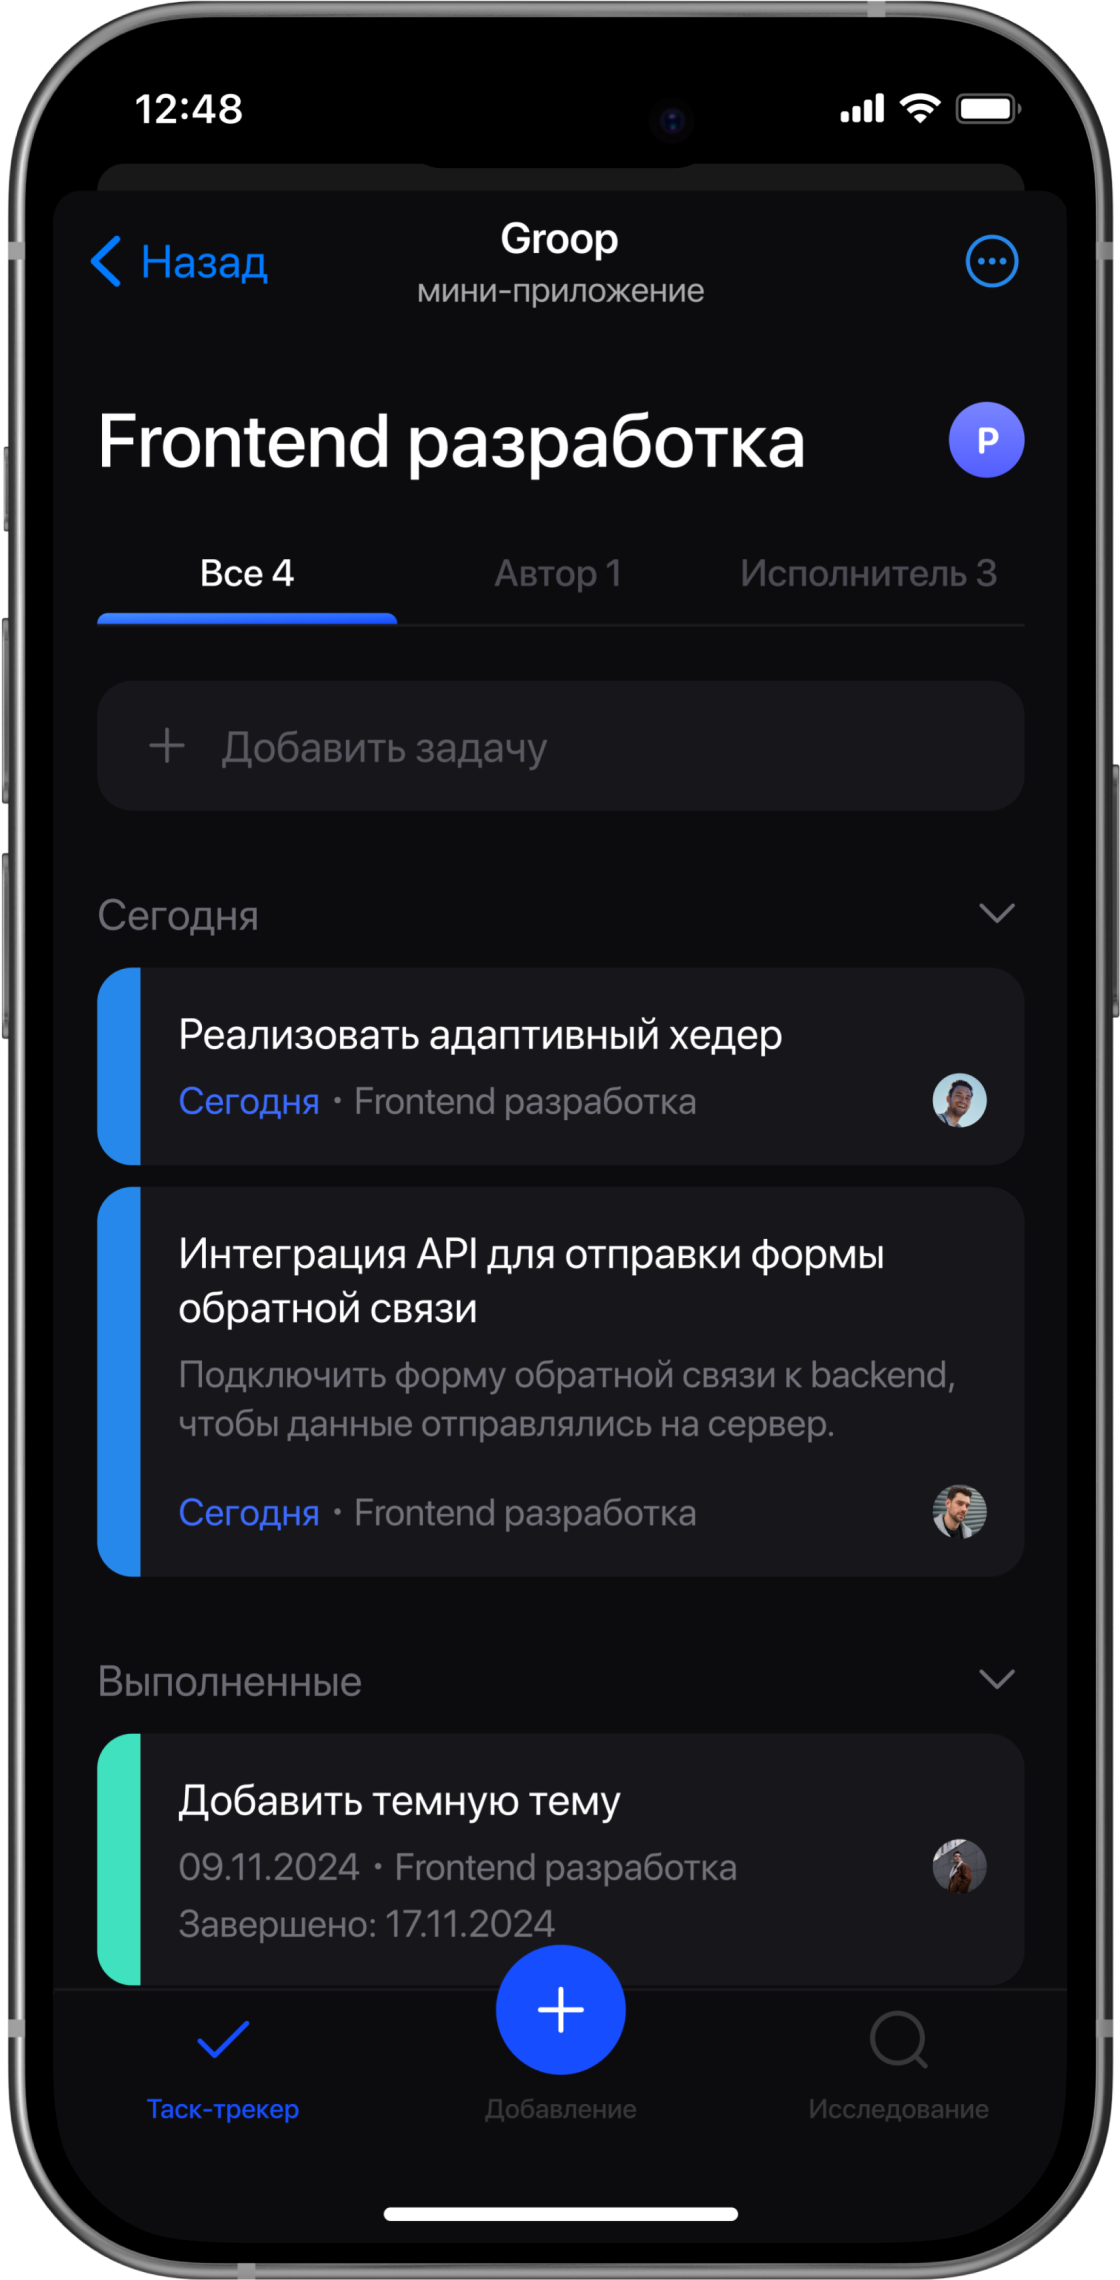 12:48
Назад
Groop
мини-приложение
Frontend разработка
P
Все 4
Автор 1
Исполнитель 3
+ Добавить задачу
Сегодня
Реализовать адаптивный хедер
Сегодня • Frontend разработка
Интеграция API для отправки формы
обратной связи
Подключить форму обратной связи к backend,
чтобы данные отправлялись на сервер.
Сегодня • Frontend разработка
Выполненные
Добавить темную тему
09.11.2024 • Frontend разработка
Завершено: 17.11.2024
Таск-трекер
Добавление
Исследование